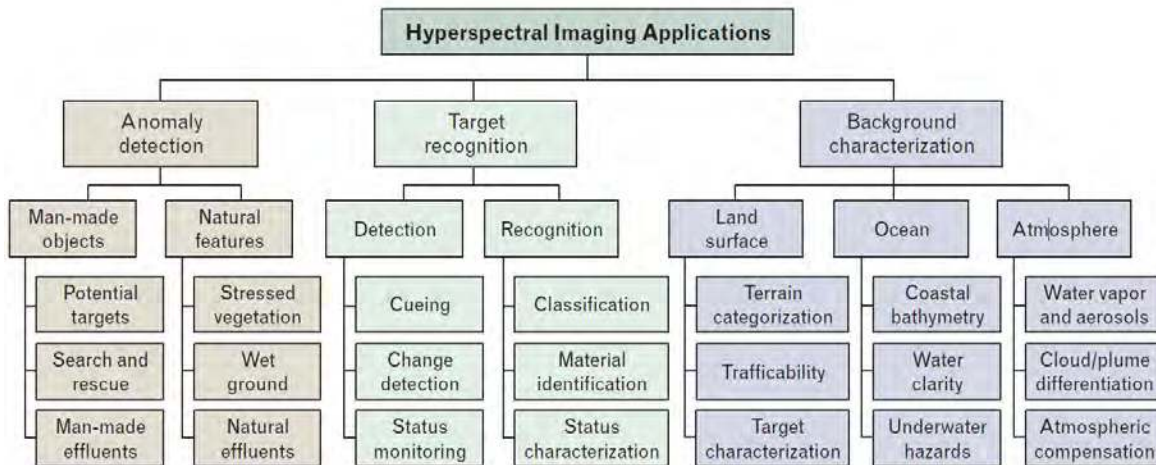 Hyperspectral Imaging Applications
Anomaly
detection
Target
recognition
Background
characterization
Man-made
objects
Natural
features
Detection
Recognition
Land
surface
Ocean
Atmosphere
Potential
targets
Stressed
vegetation
Cueing
Classification
Terrain
categorization
Coastal
bathymetry
Water vapor
and aerosols
Search and
rescue
Wet
ground
Change
detection
Material
identification
Trafficability
Water
clarity
Cloud/plume
differentiation
Man-made
effluents
Natural
effluents
Status
monitoring
Status
characterization
Target
characterization
Underwater
hazards
Atmospheric
compensation